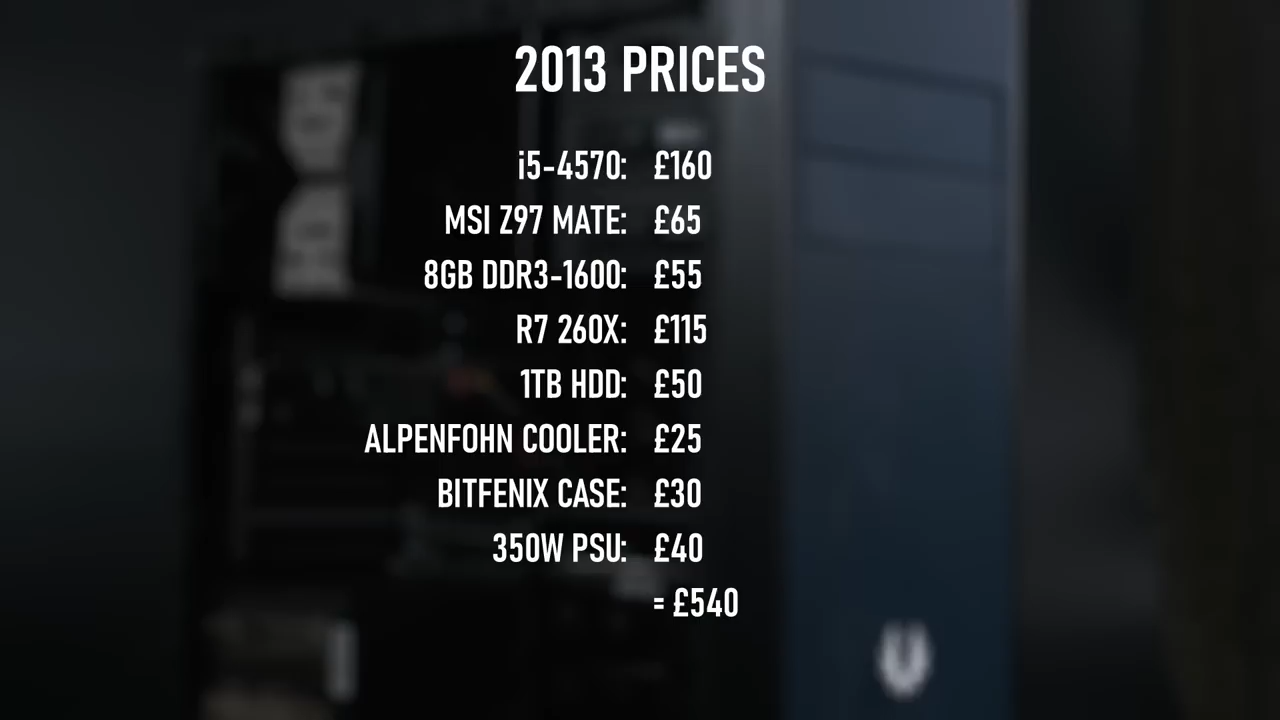 2013 PRICES
i5-4570: £160
MSI Z97 MATE: £65
8GB DDR3-1600: £55
R7 260X: £115
1TB HDD: £50
ALPENFOHN COOLER: £25
BITFENIX CASE: £30
350W PSU: £40
= £540